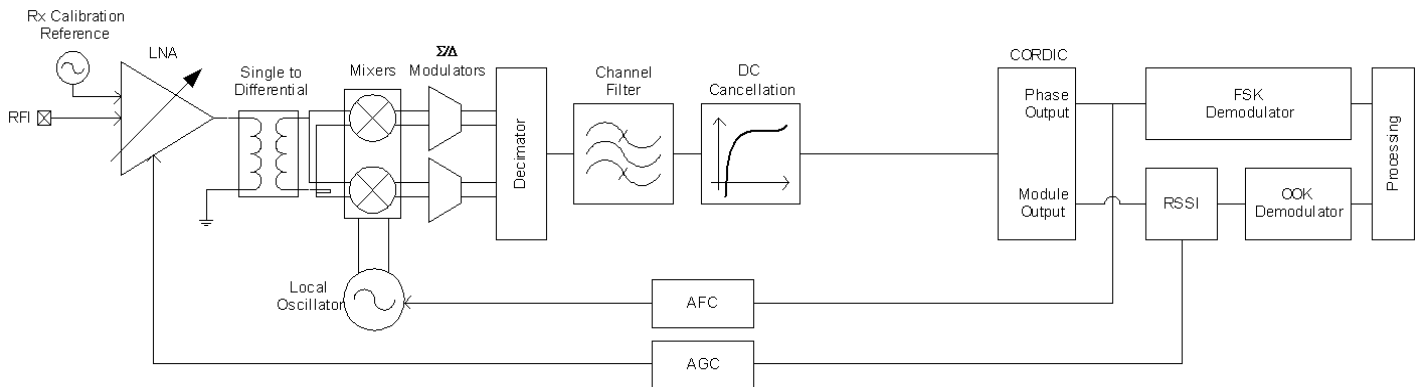 Rx Calibration
Reference
LNA
RFI
Single to
Differential
Mixers
Σ/Δ
Modulators
Decimator
Channel
Filter
DC
Cancellation
CORDIC
Phase
Output
Module
Output
FSK
Demodulator
RSSI
OOK
Demodulator
Processing
Local
Oscillator
AFC
AGC